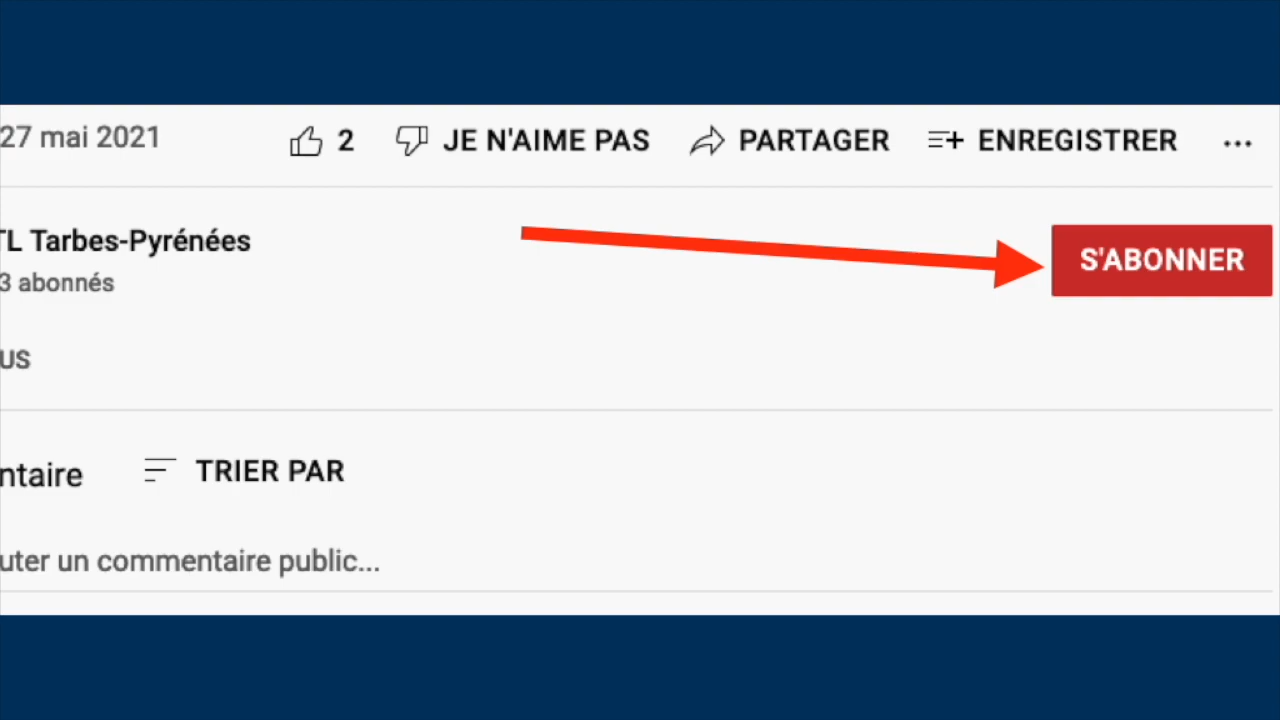 27 mai 2021
2 JE N'AIME PAS PARTAGER ENREGISTRER ...
TL Tarbes-Pyrénées
3 abonnés
S'ABONNER
us
ntaire TRIER PAR
uter un commentaire public...